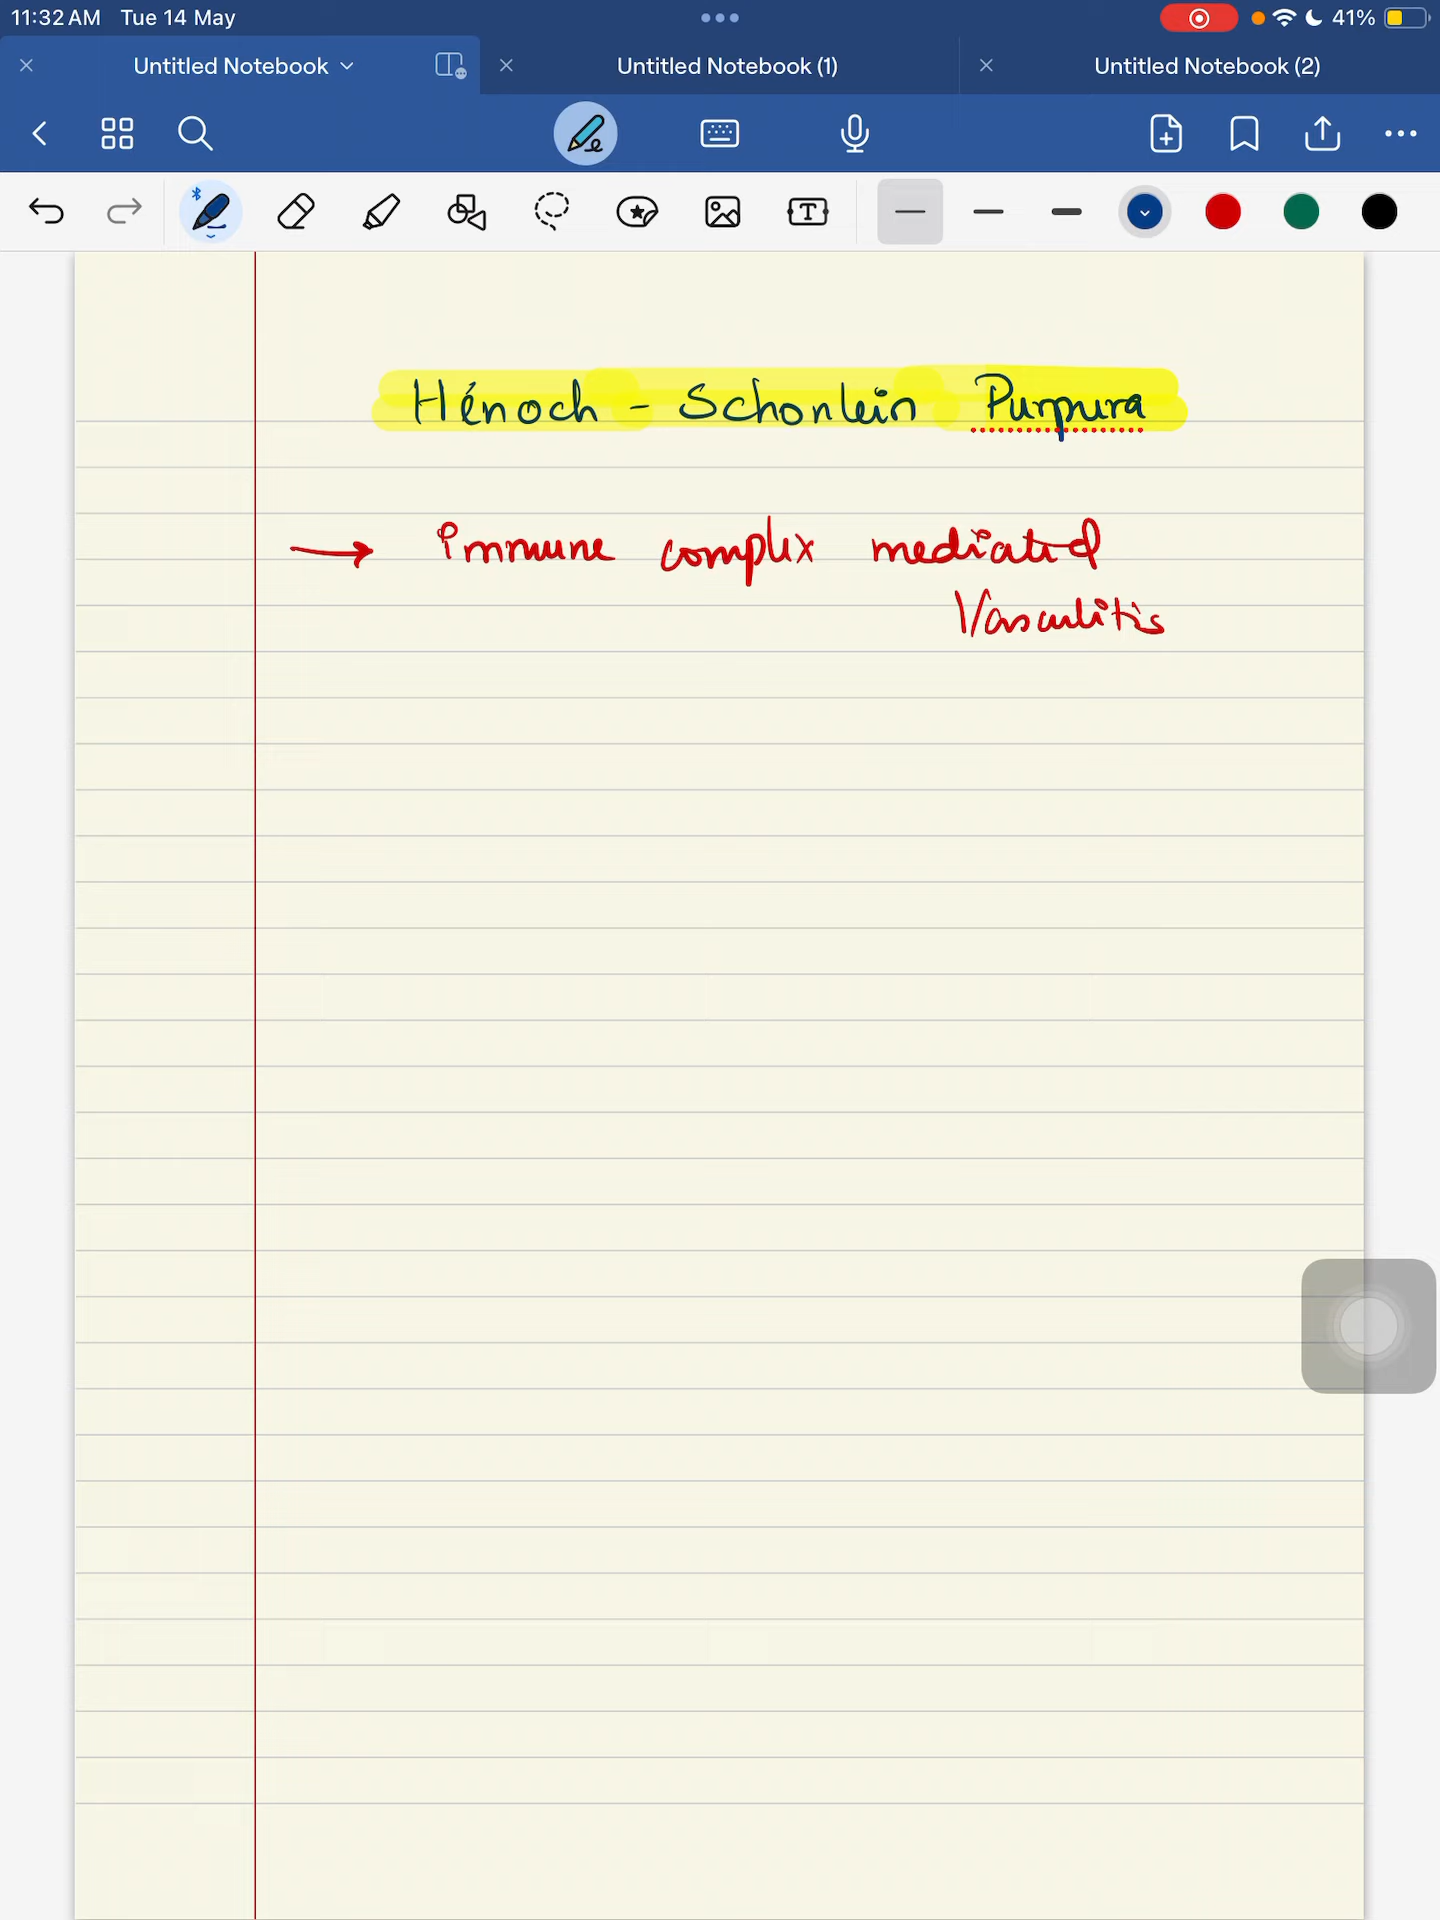 11:32 AM Tue 14 May 41%
Untitled Notebook Untitled Notebook (1) Untitled Notebook (2)
Hénoch - Schonlein Purpura
→ immune complex mediated
Vasculitis